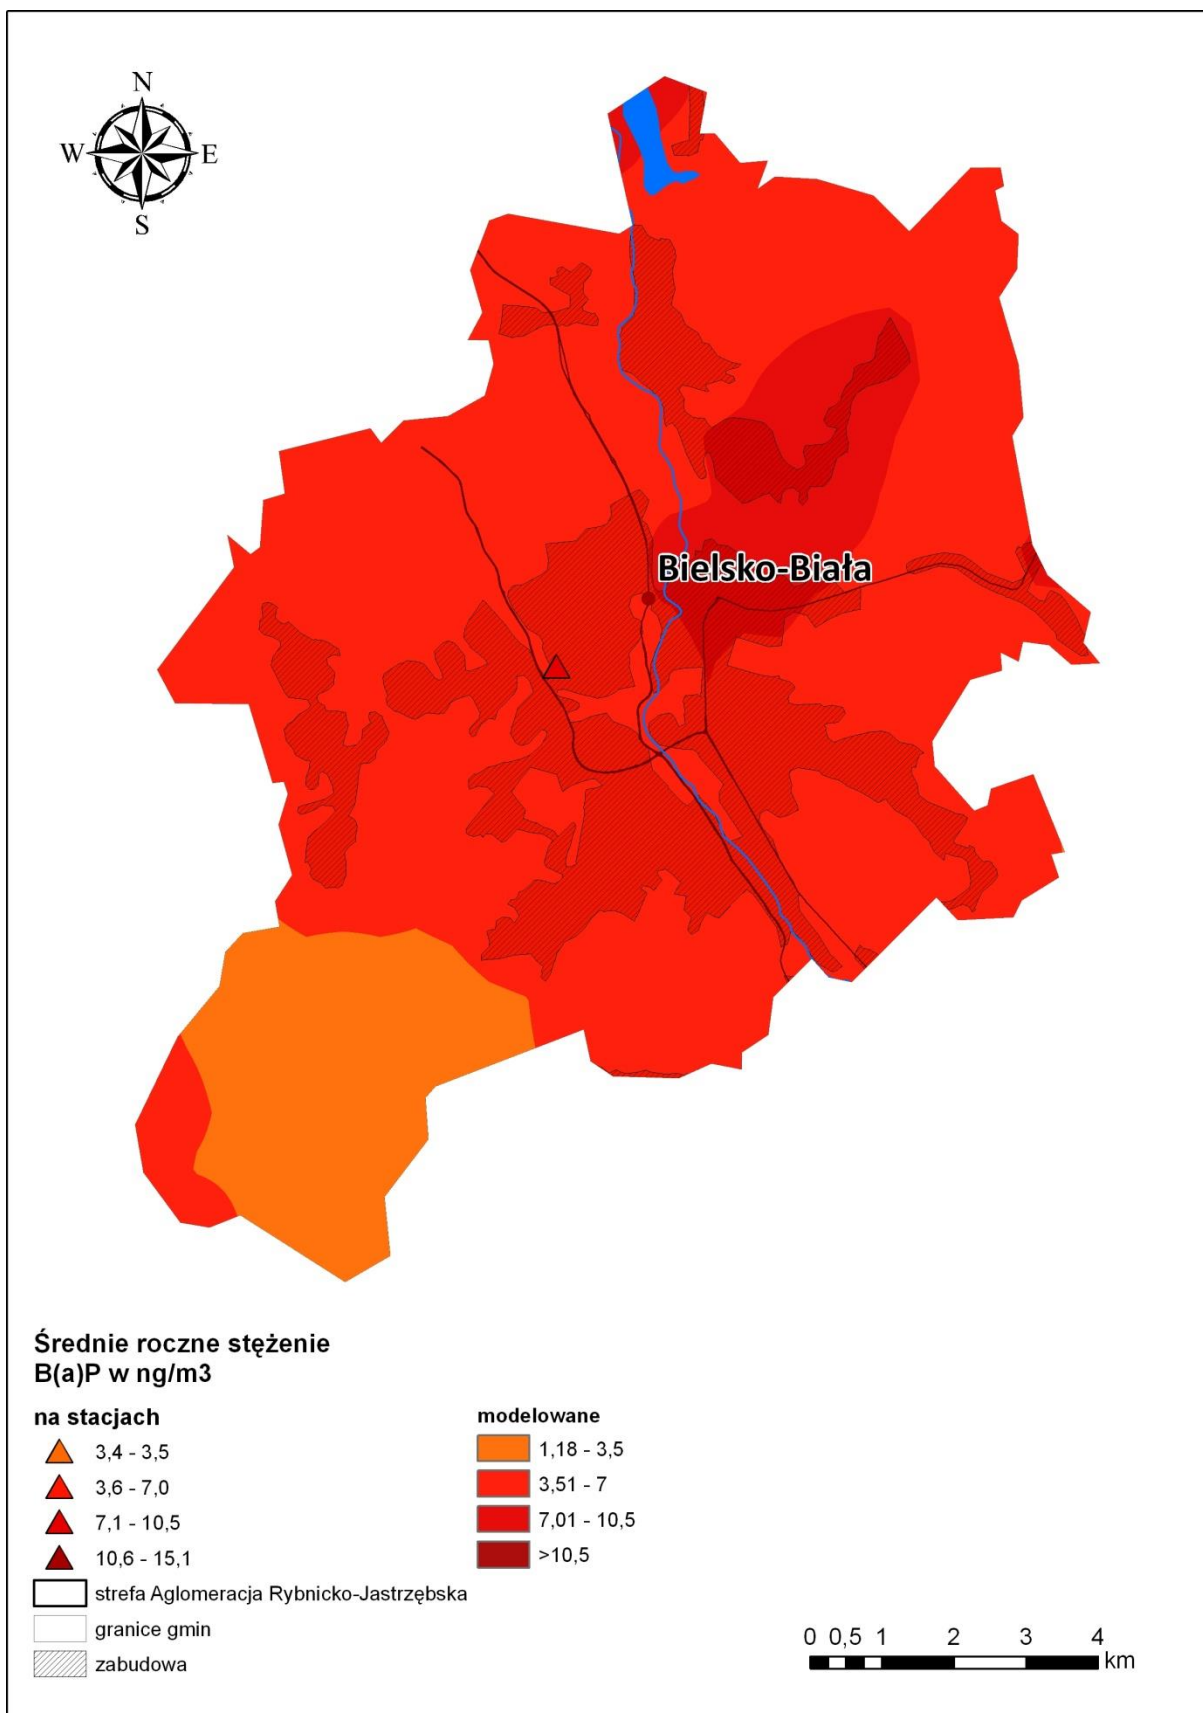 N
W E
S
Bielsko-Biała
Średnie roczne stężenie
B(a)P w ng/m3
na stacjach
3,4 - 3,5
3,6 - 7,0
7,1 - 10,5
10,6 - 15,1
strefa Aglomeracja Rybnicko-Jastrzębska
granice gmin
zabudowa
modelowane
1,18 - 3,5
3,51 - 7
7,01 - 10,5
>10,5
0 0,5 1 2 3 4
km